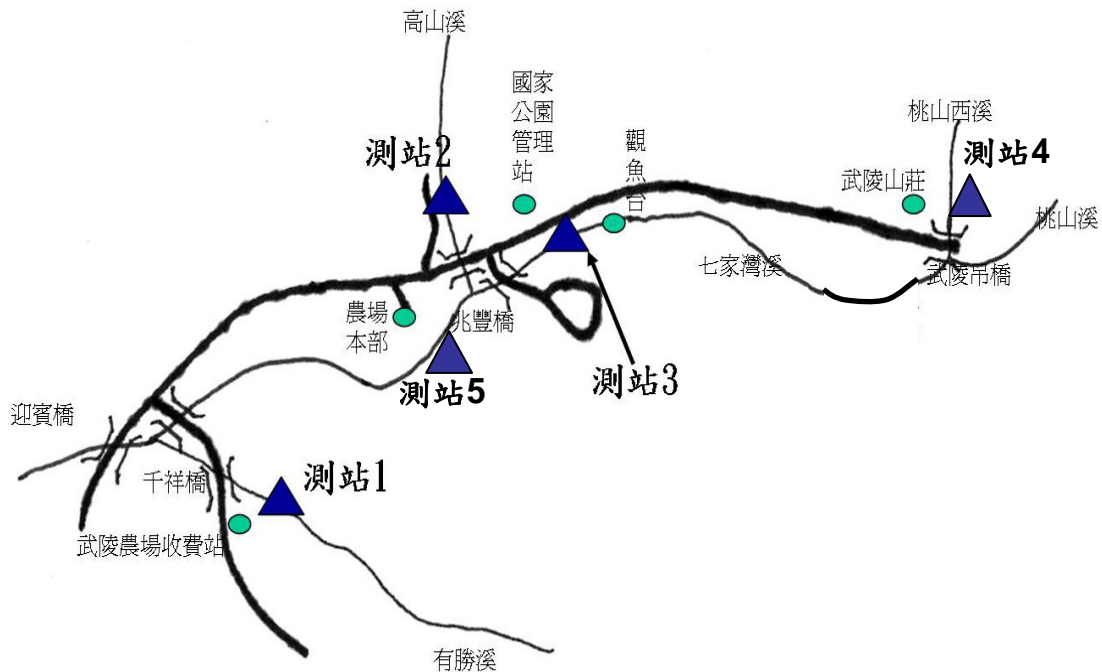 高山溪
國家
公園
管理
站
觀
魚
台
桃山西溪
測站2
測站4
武陵山莊
桃山溪
七家灣溪
武陵吊橋
農場
本部
兆豐橋
測站3
測站5
迎賓橋
千祥橋
測站1
武陵農場收費站
有勝溪